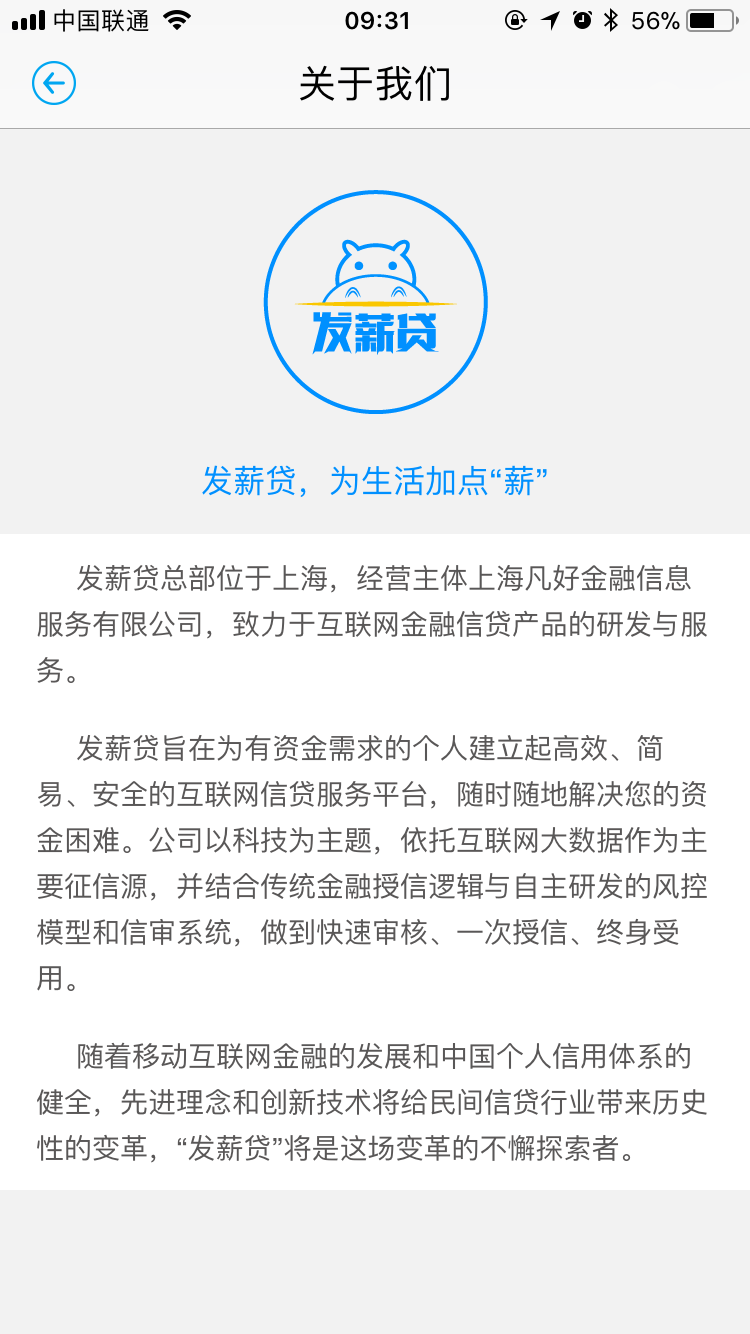 中国联通 09:31 56%
关于我们
发薪贷
发薪贷，为生活加点“薪”
发薪贷总部位于上海，经营主体上海凡好金融信息
服务有限公司，致力于互联网金融信贷产品的研发与服
务。
发薪贷旨在为有资金需求的个人建立起高效、简
易、安全的互联网信贷服务平台，随时随地解决您的资
金困难。公司以科技为主题，依托互联网大数据作为主
要征信源，并结合传统金融授信逻辑与自主研发的风控
模型和信审系统，做到快速审核、一次授信、终身受
用。
随着移动互联网金融的发展和中国个人信用体系的
健全，先进理念和创新技术将给民间信贷行业带来历史
性的变革，“发薪贷”将是这场变革的不懈探索者。